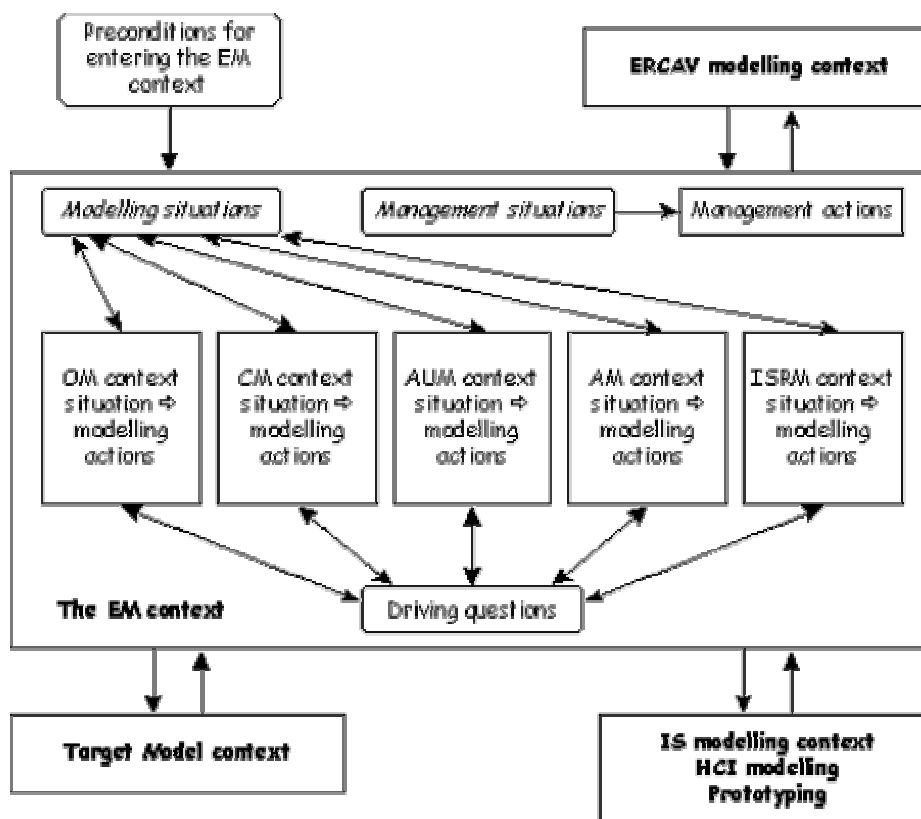 Preconditions for
entering the EM
context
ERCAV modelling context
Modelling situations
Management situations
Management actions
OM context
situation ⇨
modelling
actions
CM context
situation ⇨
modelling
actions
AUM context
situation ⇨
modelling
actions
AM context
situation ⇨
modelling
actions
ISRM context
situation ⇨
modelling
actions
The EM context
Driving questions
Target Model context
IS modelling context
HCI modelling
Prototyping